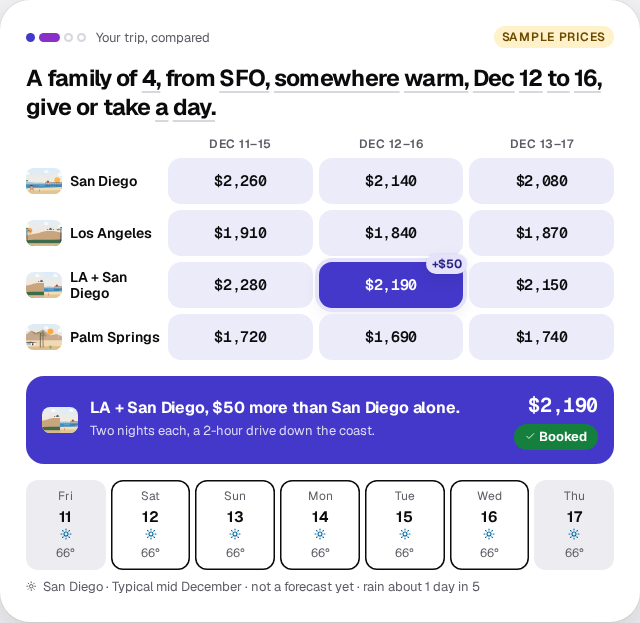 Your trip, compared
SAMPLE PRICES
A family of 4, from SFO, somewhere warm, Dec 12 to 16,
give or take a day.
DEC 11–15 DEC 12–16 DEC 13–17
San Diego $2,260 $2,140 $2,080
Los Angeles $1,910 $1,840 $1,870
+$50
LA + San
Diego $2,280 $2,190 $2,150
Palm Springs $1,720 $1,690 $1,740
LA + San Diego, $50 more than San Diego alone.
Two nights each, a 2-hour drive down the coast.
$2,190
Booked
Fri Sat Sun Mon Tue Wed Thu
11 12 13 14 15 16 17
66° 66° 66° 66° 66° 66° 66°
San Diego · Typical mid December · not a forecast yet · rain about 1 day in 5